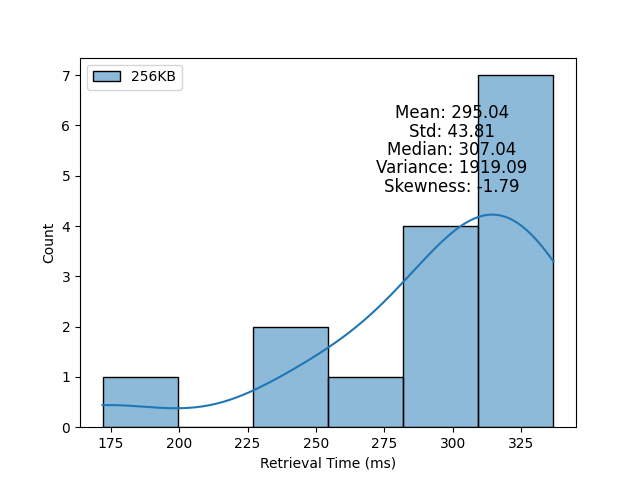 256KB
Mean: 295.04
Std: 43.81
Median: 307.04
Variance: 1919.09
Skewness: -1.79
7
6
5
4
3
2
1
0
Count
175 200 225 250 275 300 325
Retrieval Time (ms)